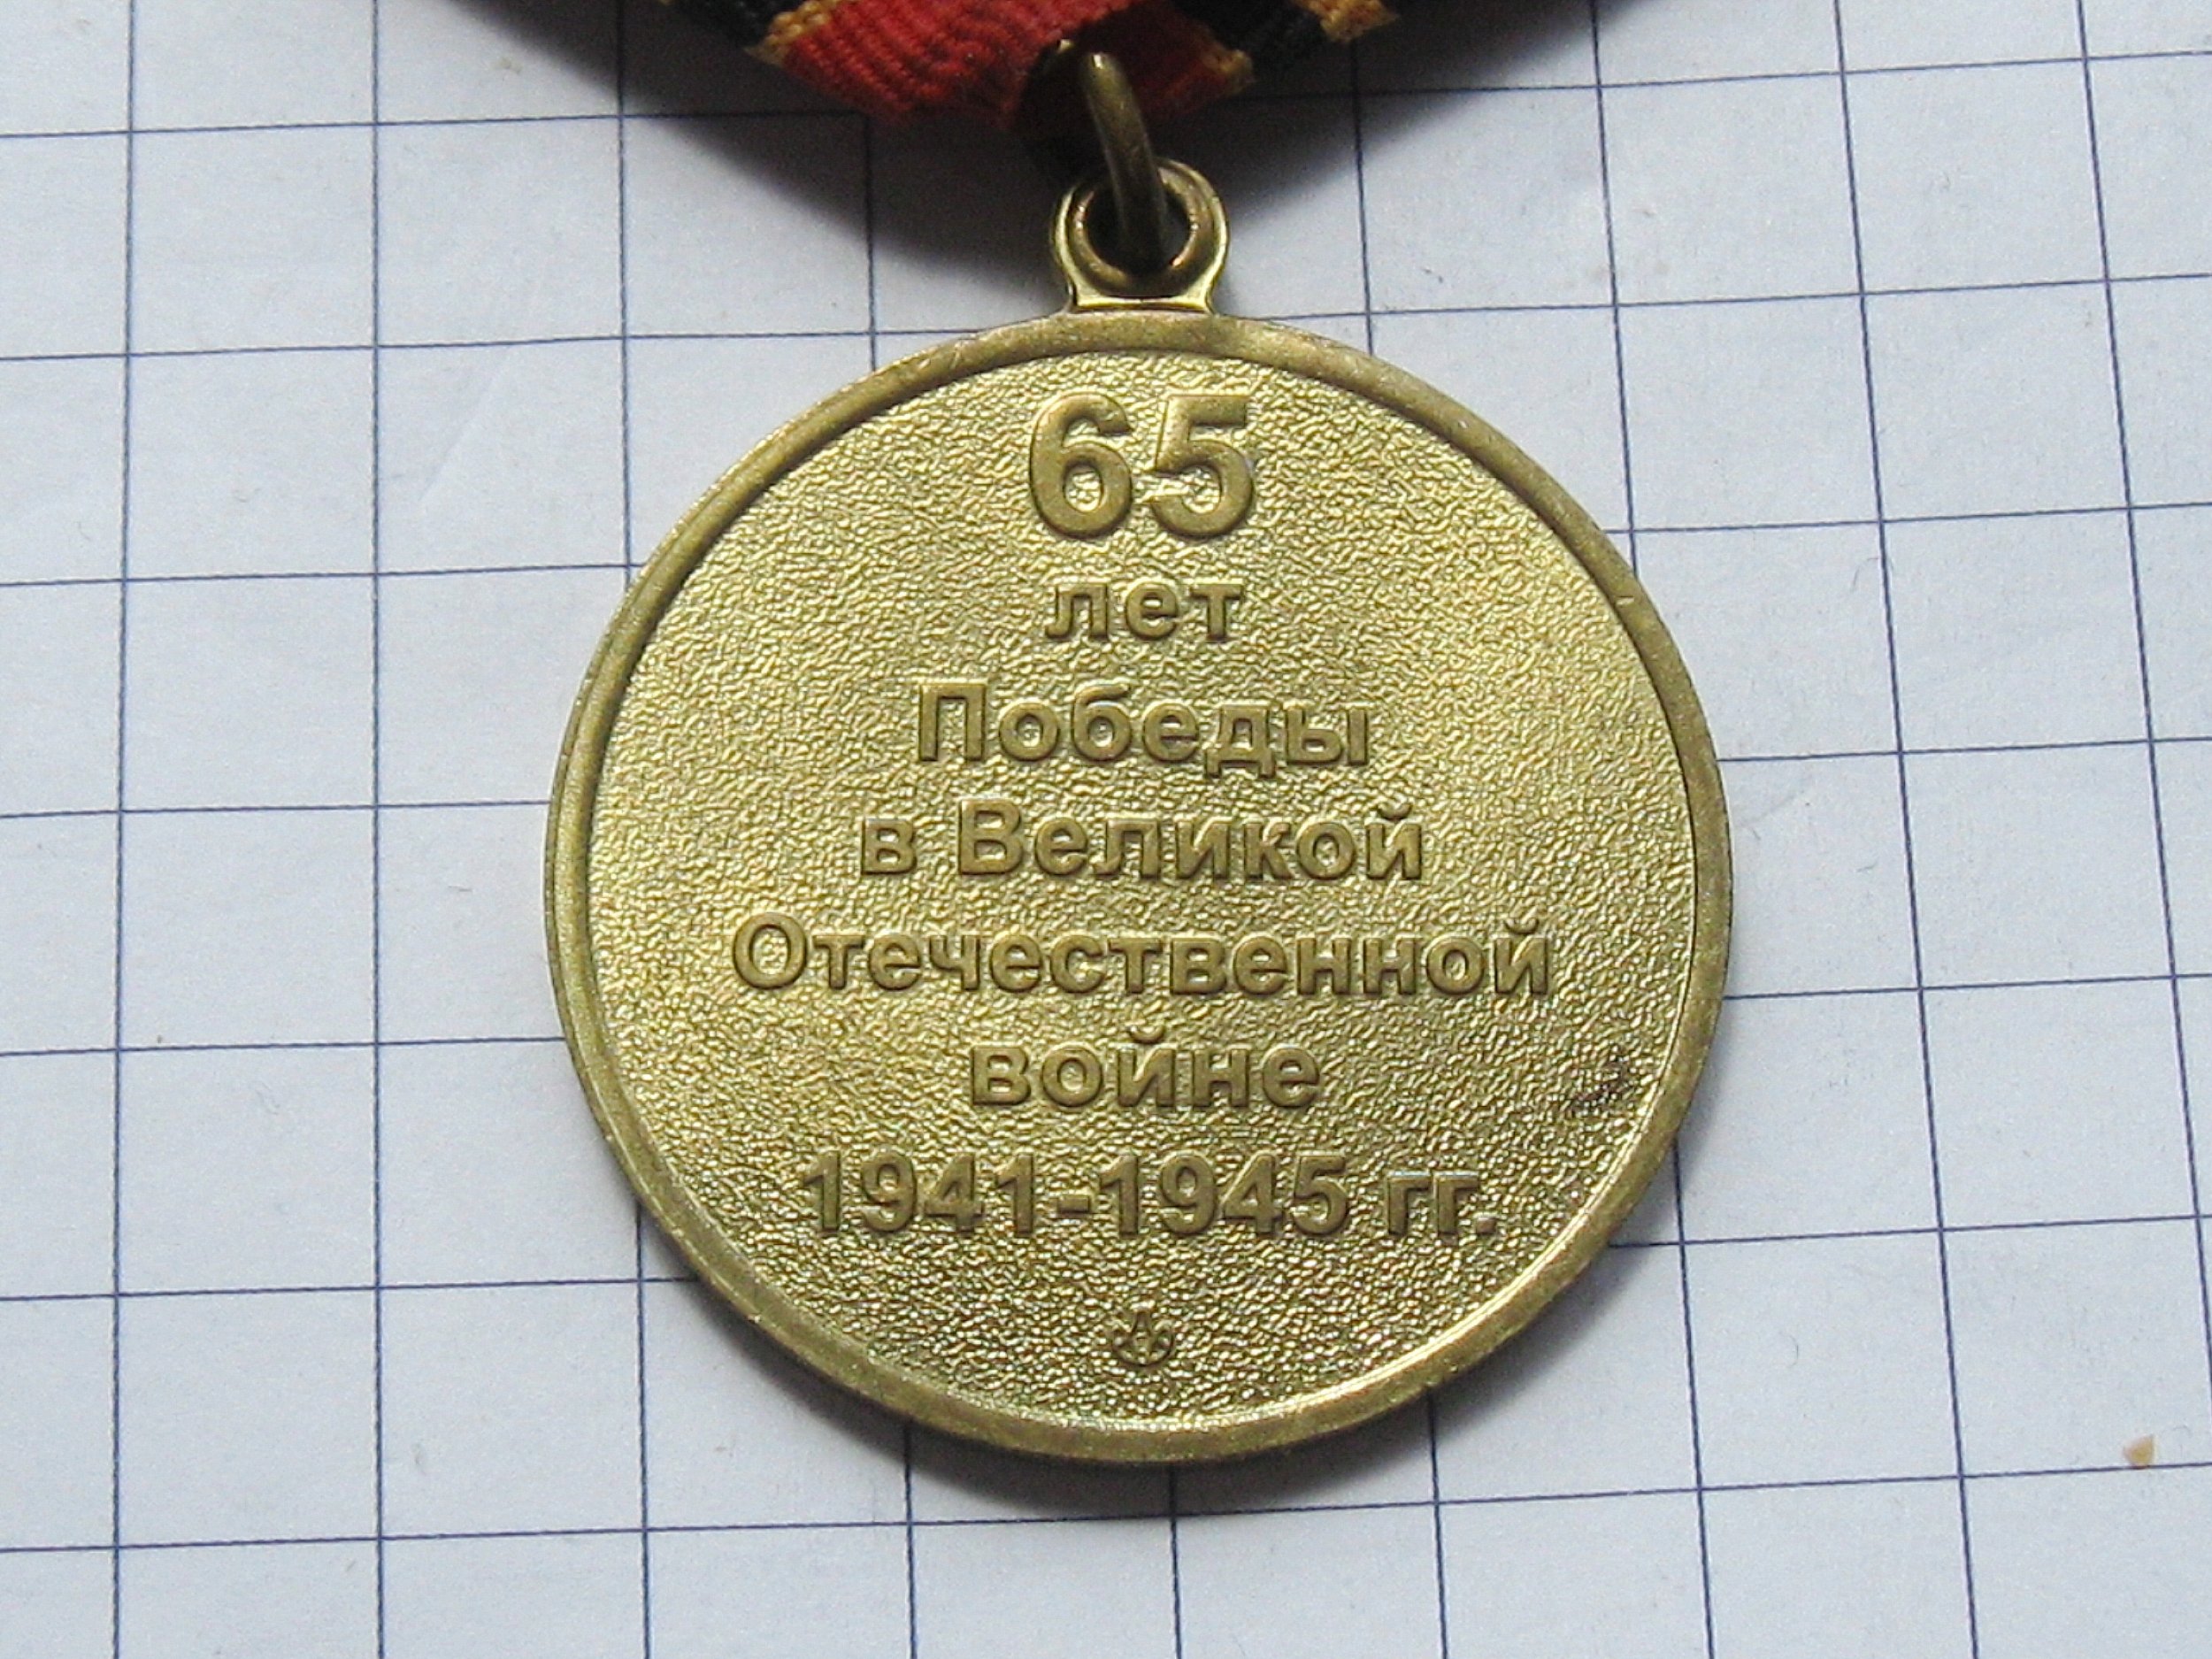 65
лет
Победы
в Великой
Отечественной
войне
1941-1945 гг.